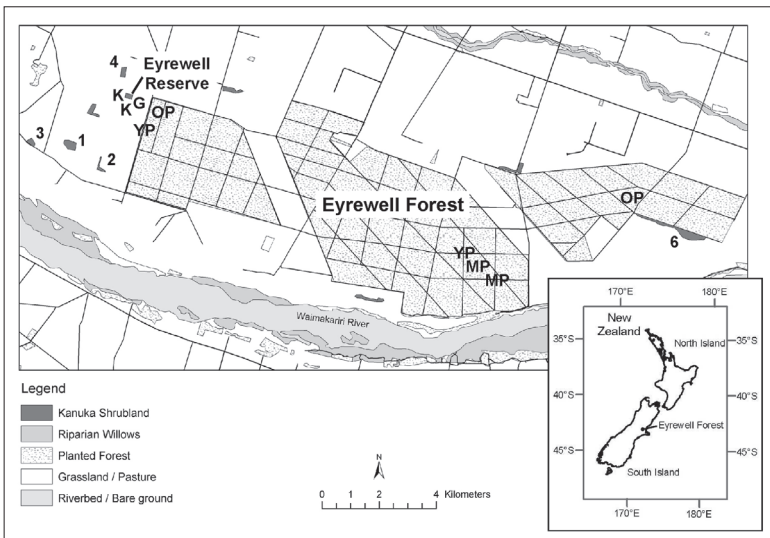 4
Eyrewell
Reserve
K
G
K
OP
YP
3
1
2
Eyrewell Forest
OP
6
YP
MP
MP
Waimakariri River
Legend
Kanuka Shrubland
Riparian Willows
Planted Forest
Grassland / Pasture
Riverbed / Bare ground
N
0 2 4 Kilometers
170°E 180°E
New
Zealand
North Island
35°S 35°S
40°S 40°S
Eyrewell Forest
45°S 45°S
South Island
170°E 180°E